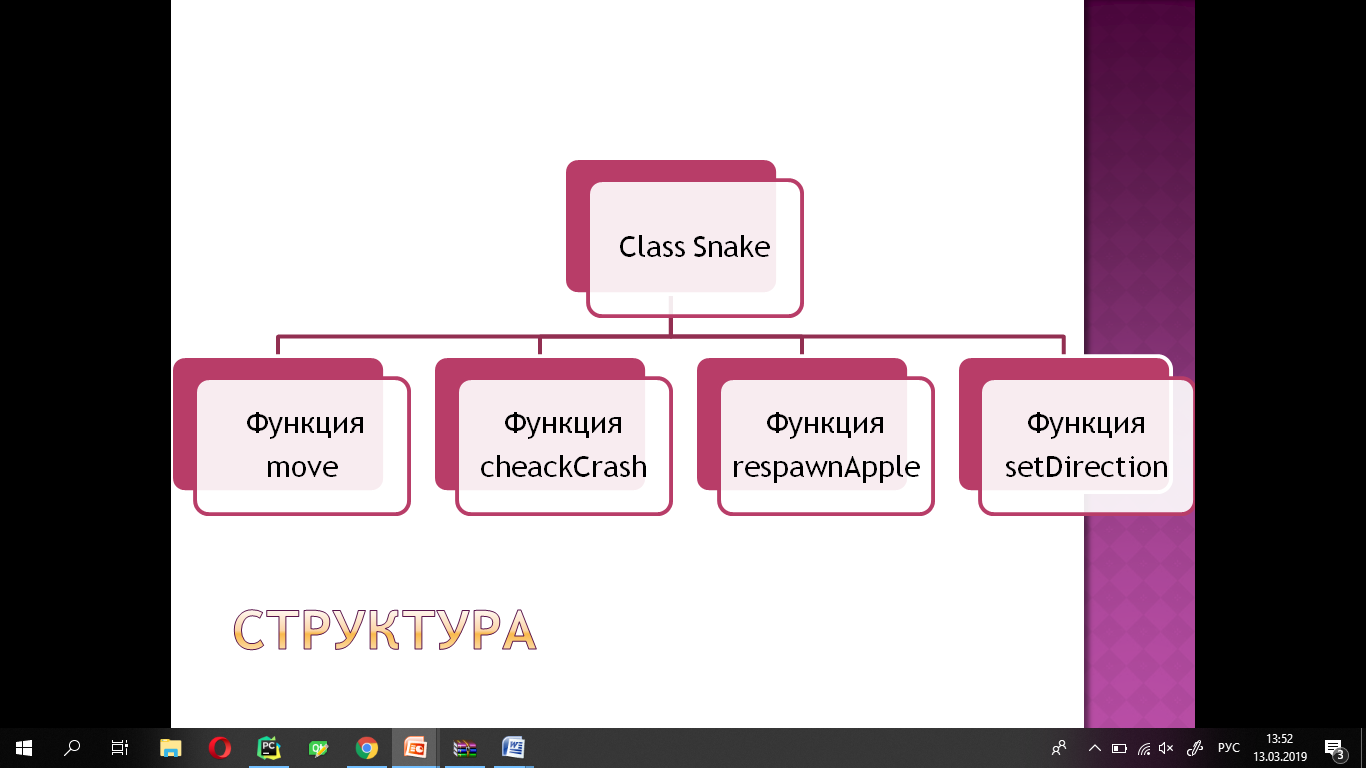 Class Snake
Функция
move
Функция
cheackCrash
Функция
respawnApple
Функция
setDirection
СТРУКТУРА
РУС
13:52
13.03.2019
3